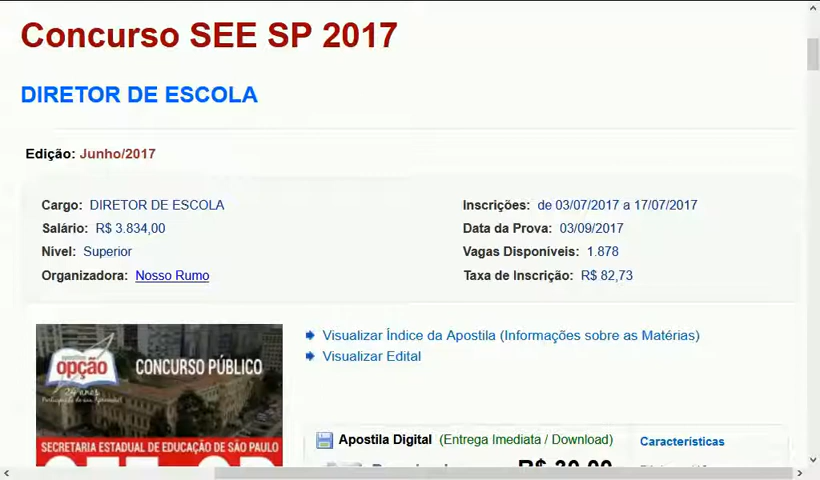 Concurso SEE SP 2017
DIRETOR DE ESCOLA
Edição: Junho/2017
Cargo: DIRETOR DE ESCOLA
Salário: R$ 3.834,00
Nível: Superior
Organizadora: Nosso Rumo
Inscrições: de 03/07/2017 a 17/07/2017
Data da Prova: 03/09/2017
Vagas Disponíveis: 1.878
Taxa de Inscrição: R$ 82,73
opção
24 anos
CONCURSO PÚBLICO
SECRETARIA ESTADUAL DE EDUCAÇÃO DE SÃO PAULO
Visualizar Índice da Apostila (Informações sobre as Matérias)
Visualizar Edital
Apostila Digital (Entrega Imediata / Download)
Características